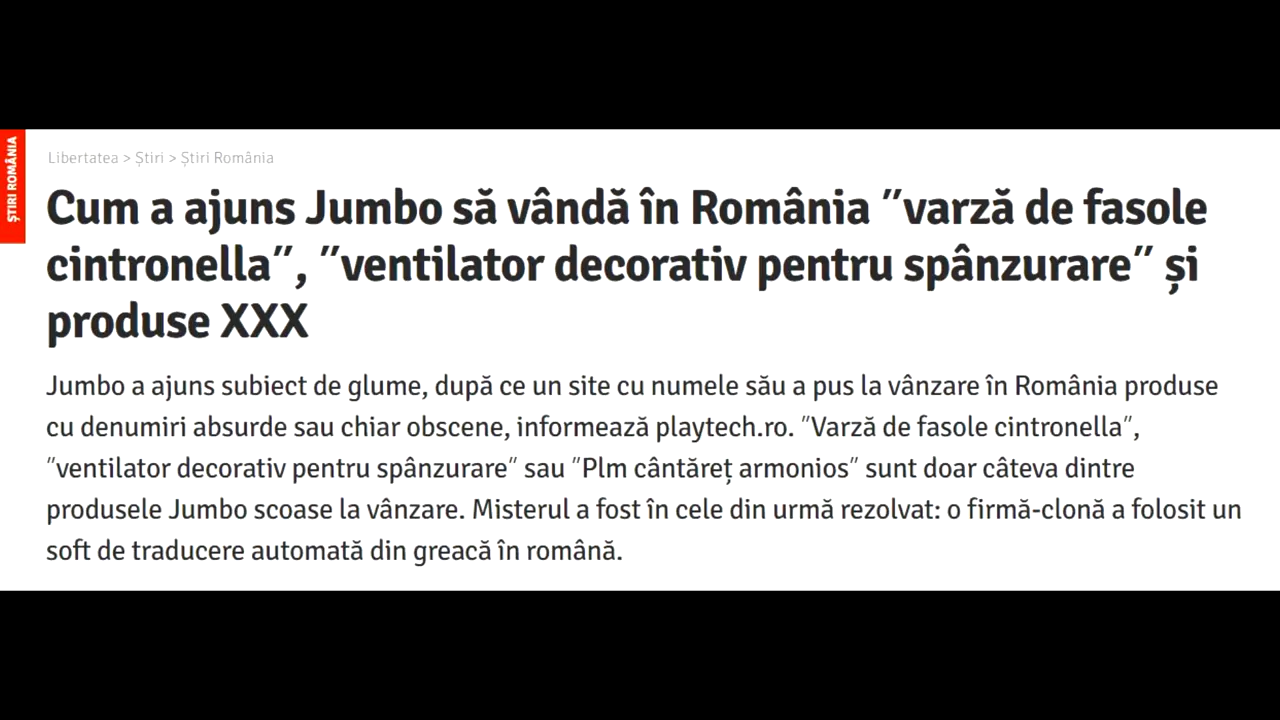 ȘTIRI ROMÂNIA
Libertatea > Știri > Știri România
Cum a ajuns Jumbo să vândă în România ″varză de fasole
cintronella″, ″ventilator decorativ pentru spânzurare″ și
produse XXX
Jumbo a ajuns subiect de glume, după ce un site cu numele său a pus la vânzare în România produse
cu denumiri absurde sau chiar obscene, informează playtech.ro. ″Varză de fasole cintronella″,
″ventilator decorativ pentru spânzurare″ sau ″Plm cântăreț armonios″ sunt doar câteva dintre
produsele Jumbo scoase la vânzare. Misterul a fost în cele din urmă rezolvat: o firmă-clonă a folosit un
soft de traducere automată din greacă în română.